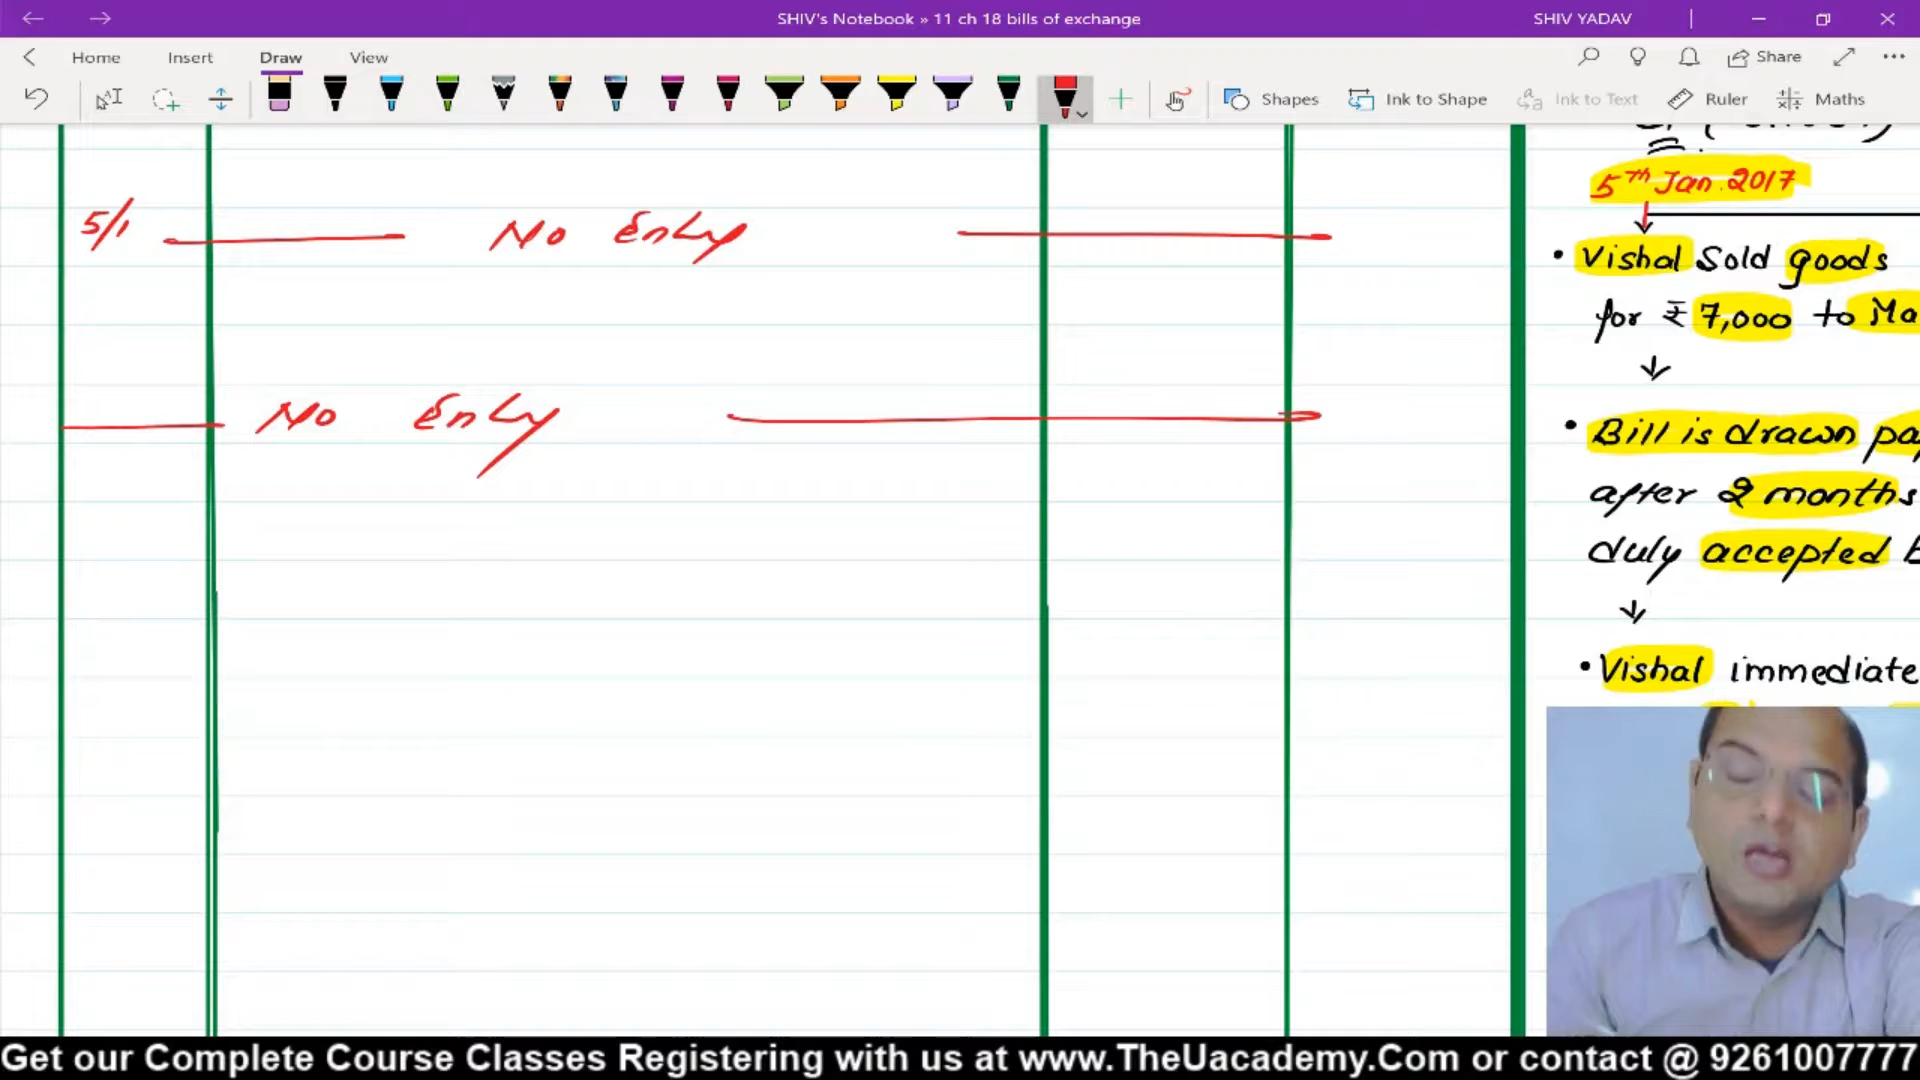 SHIV's Notebook » 11 ch 18 bills of exchange
SHIV YADAV
Home Insert Draw View
Share
Shapes Ink to Shape Ink to Text Ruler Maths
5th Jan. 2017
5/1 No Entry
• Vishal Sold goods
for ₹ 7,000 to Ma
No Entry
• Bill is drawn pa
after 2 months
duly accepted b
• Vishal immediate
Get our Complete Course Classes Registering with us at www.TheUacademy.Com or contact @ 9261007777